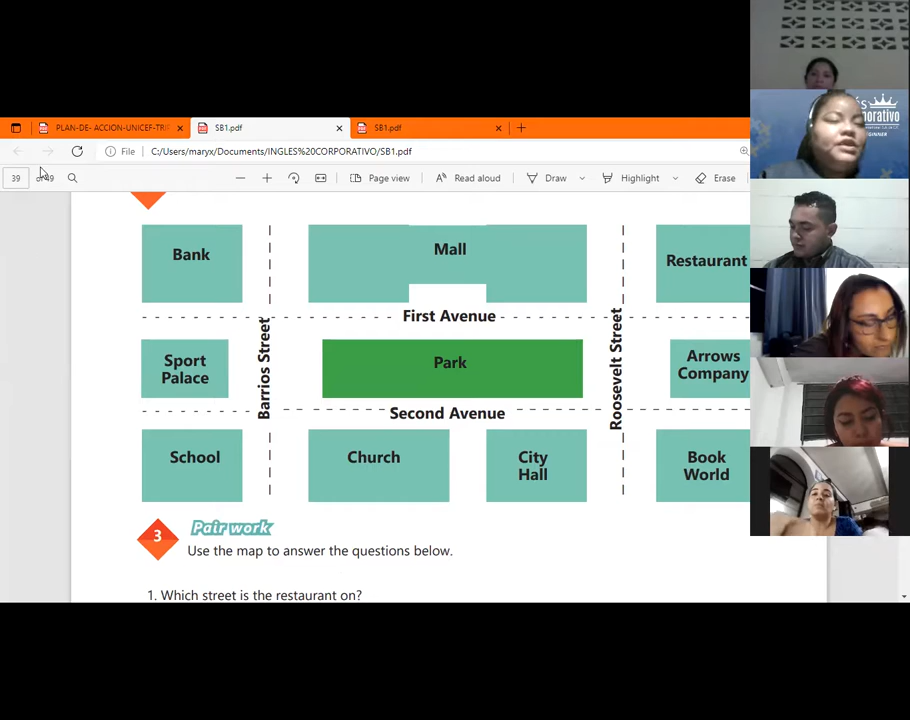 PLAN-DE- ACCION-UNICEF-TRI
SB1.pdf
SB1.pdf
File
C:/Users/maryx/Documents/INGLES%20CORPORATIVO/SB1.pdf
39
Page view
Read aloud
Draw
Highlight
Erase
Bank
Mall
Restaurant
First Avenue
Barrios Street
Roosevelt Street
Sport
Palace
Park
Arrows
Company
Second Avenue
School
Church
City
Hall
Book
World
3
Pair work
Use the map to answer the questions below.
1. Which street is the restaurant on?